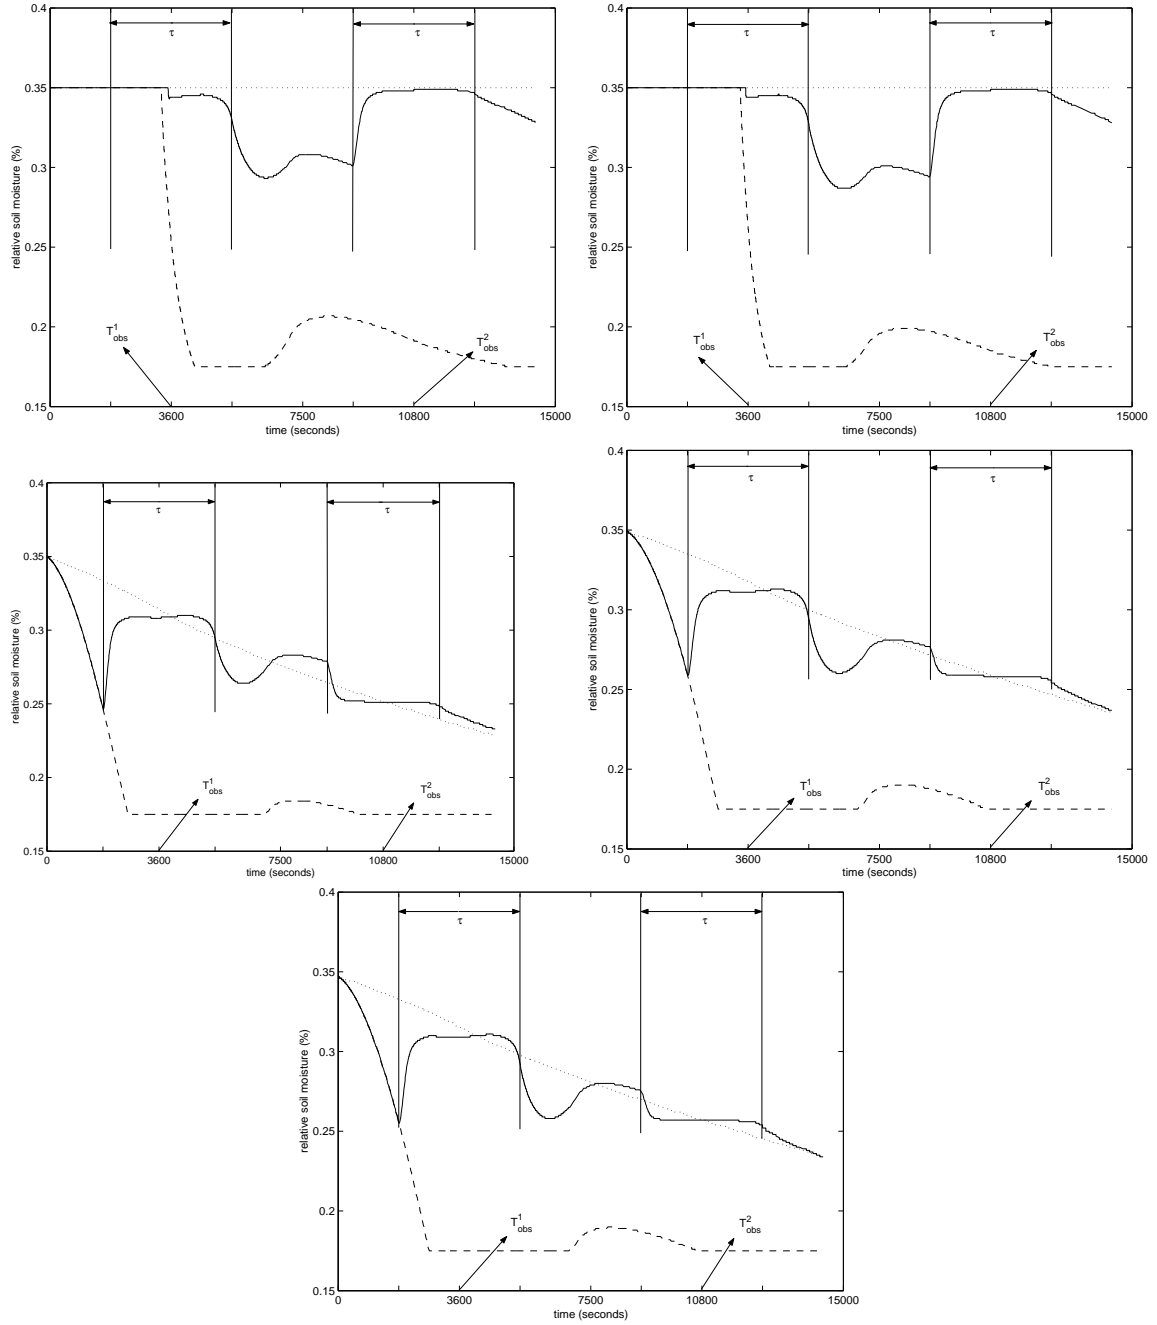 0.4
0.35
0.3
0.25
0.2
0.15
relative soil moisture (%)
τ
τ
T¹obs
T²obs
0 3600 7500 10800 15000
time (seconds)
0.4
0.35
0.3
0.25
0.2
0.15
relative soil moisture (%)
τ
τ
T¹obs
T²obs
0 3600 7500 10800 15000
time (seconds)
0.4
0.35
0.3
0.25
0.2
0.15
relative soil moisture (%)
τ
τ
T¹obs
T²obs
0 3600 7500 10800 15000
time (seconds)
0.4
0.35
0.3
0.25
0.2
0.15
relative soil moisture (%)
τ
τ
T¹obs
T²obs
0 3600 7500 10800 15000
time (seconds)
0.4
0.35
0.3
0.25
0.2
0.15
relative soil moisture (%)
τ
τ
T¹obs
T²obs
0 3600 7500 10800 15000
time (seconds)